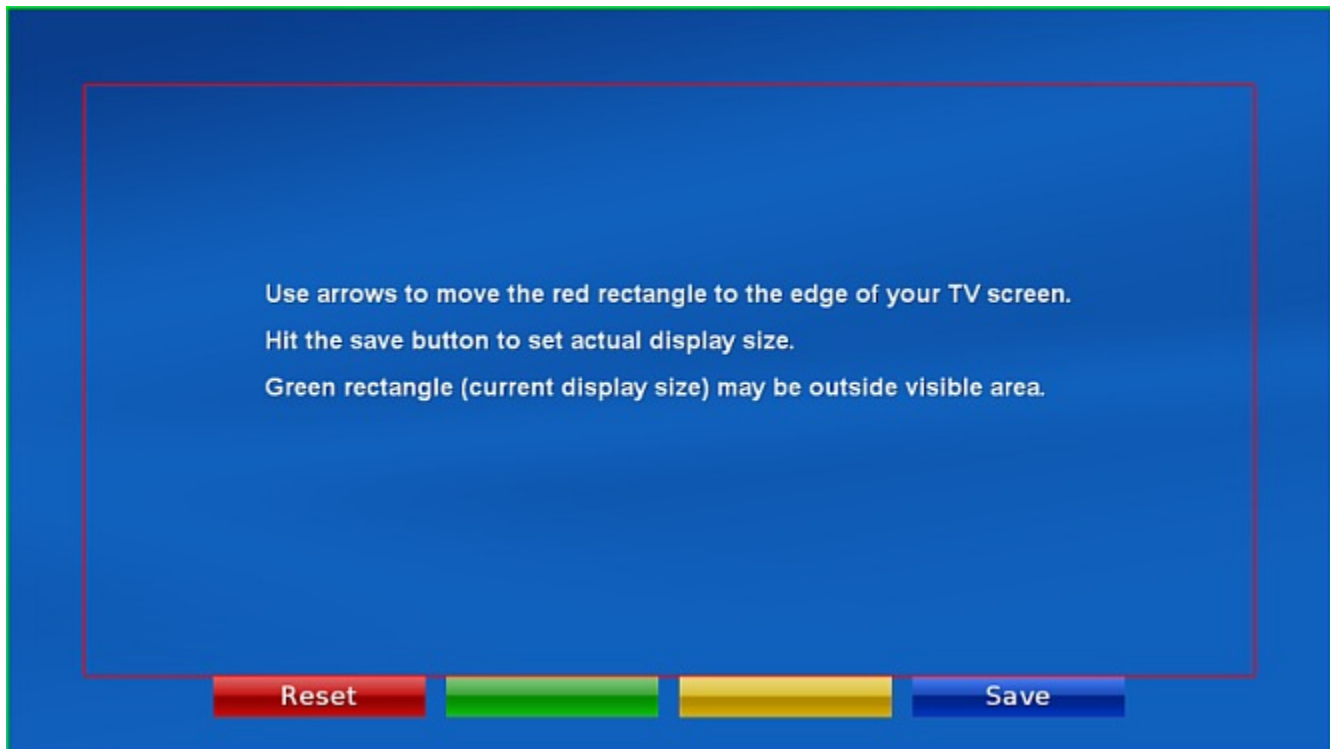 Use arrows to move the red rectangle to the edge of your TV screen.
Hit the save button to set actual display size.
Green rectangle (current display size) may be outside visible area.
Reset
Save